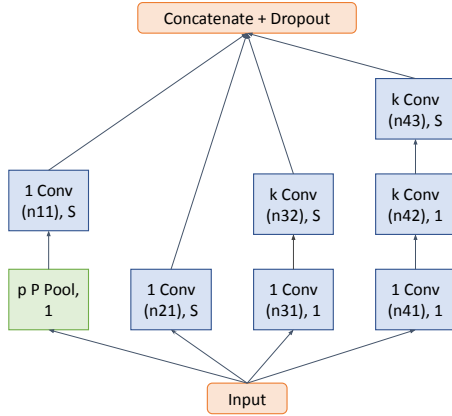 Concatenate + Dropout
k Conv
(n43), S
1 Conv
(n11), S
k Conv
(n32), S
k Conv
(n42), 1
p P Pool,
1
1 Conv
(n21), S
1 Conv
(n31), 1
1 Conv
(n41), 1
Input